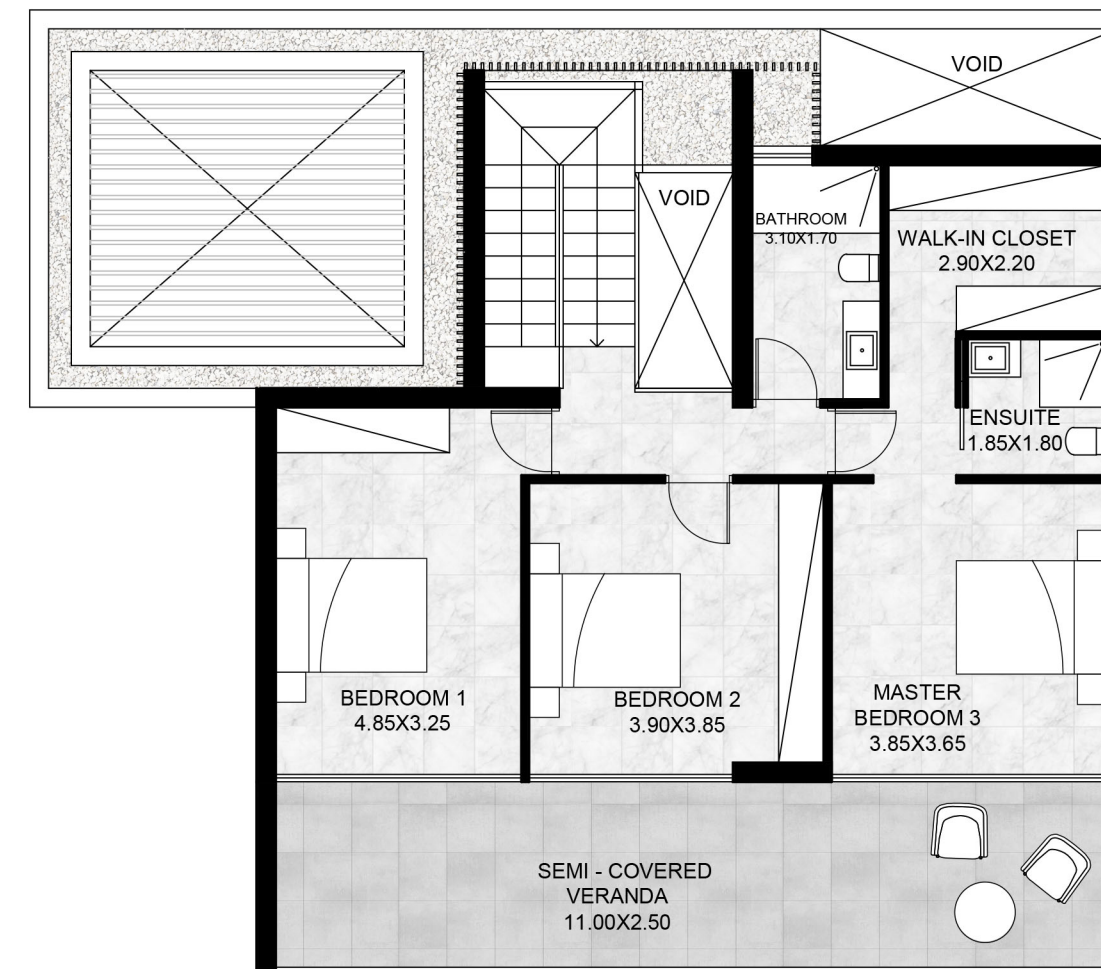 VOID
VOID
BATHROOM
3.10X1.70
WALK-IN CLOSET
2.90X2.20
ENSUITE
1.85X1.80
BEDROOM 1
4.85X3.25
BEDROOM 2
3.90X3.85
MASTER
BEDROOM 3
3.85X3.65
SEMI - COVERED
VERANDA
11.00X2.50